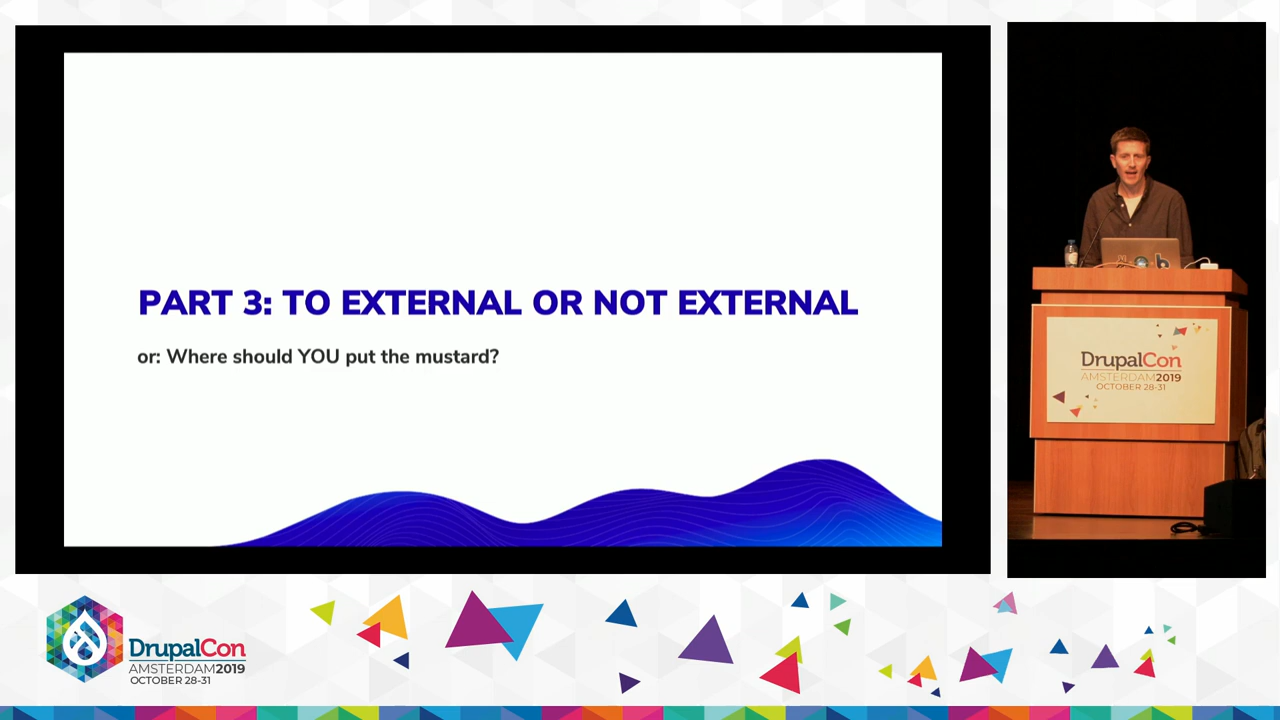 PART 3: TO EXTERNAL OR NOT EXTERNAL
or: Where should YOU put the mustard?
DrupalCon
AMSTERDAM2019
OCTOBER 28-31
DrupalCon
AMSTERDAM2019
OCTOBER 28-31